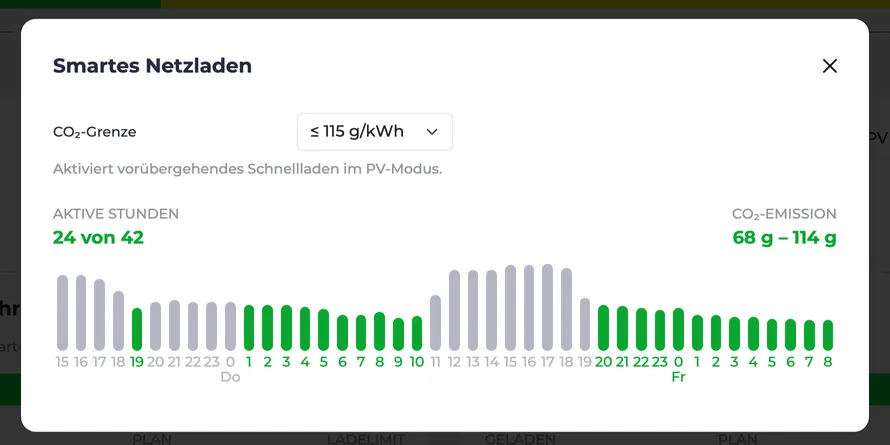 Smartes Netzladen
CO₂-Grenze
≤ 115 g/kWh
Aktiviert vorübergehendes Schnellladen im PV-Modus.
AKTIVE STUNDEN
CO₂-EMISSION
24 von 42
68 g – 114 g
15 16 17 18 19 20 21 22 23 0 1 2 3 4 5 6 7 8 9 10 11 12 13 14 15 16 17 18 19 20 21 22 23 0 1 2 3 4 5 6 7 8
Do Fr
PLAN LADELIMIT GELADEN PLAN